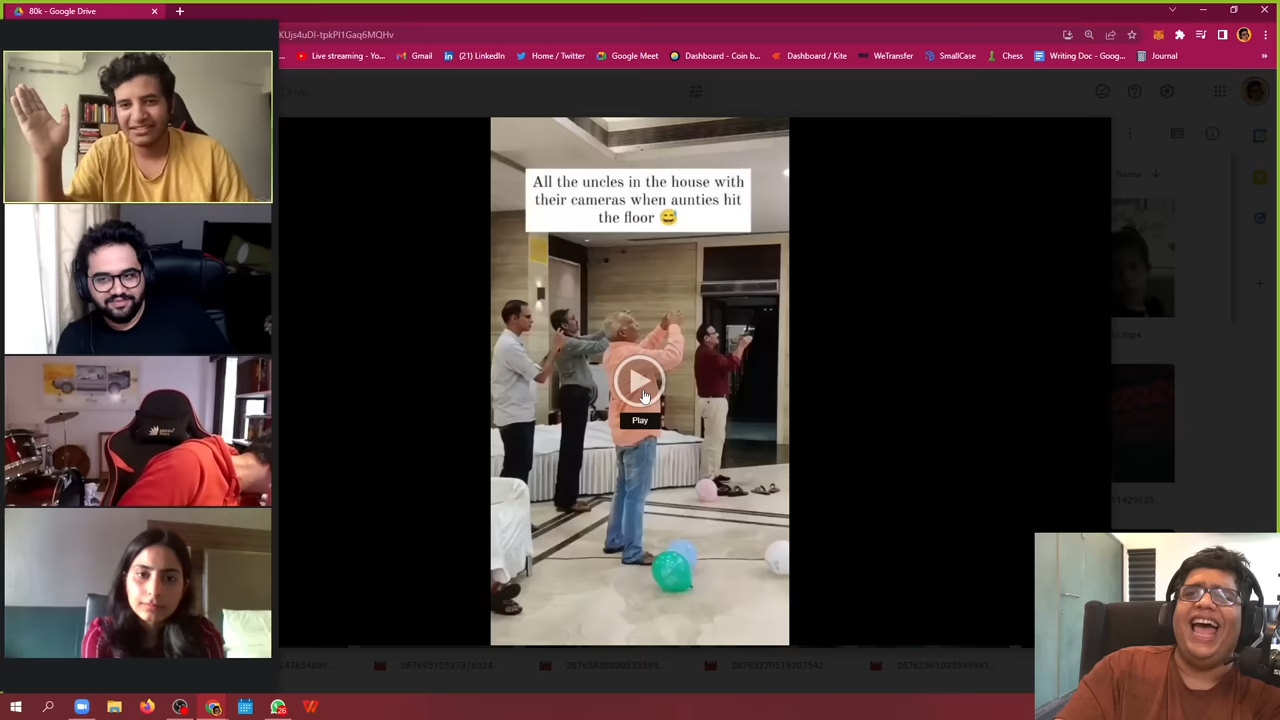 80k - Google Drive
KUjs4uDI-tpkPI1Gaq6MQHv
Live streaming - Yo...
Gmail
(21) LinkedIn
Home / Twitter
Google Meet
Dashboard - Coin b...
Dashboard / Kite
WeTransfer
SmallCase
Chess
Writing Doc - Goog...
Journal
Name
All the uncles in the house with
their cameras when aunties hit
the floor 😅
Play
26